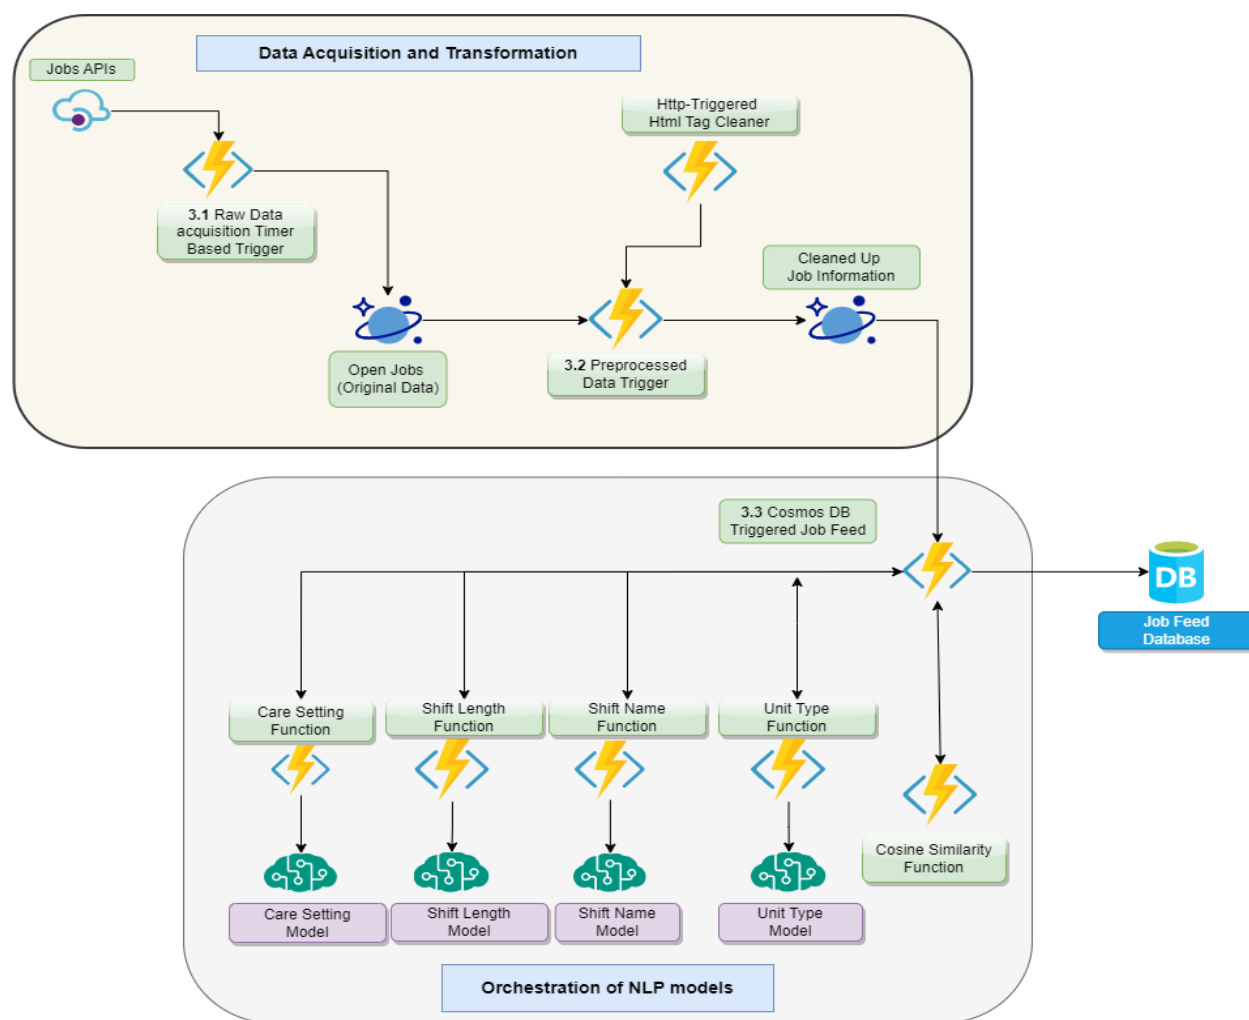 Data Acquisition and Transformation
Jobs APIs
Http-Triggered
Html Tag Cleaner
3.1 Raw Data
acquisition Timer
Based Trigger
Cleaned Up
Job Information
Open Jobs
(Original Data)
3.2 Preprocessed
Data Trigger
3.3 Cosmos DB
Triggered Job Feed
DB
Job Feed
Database
Care Setting
Function
Shift Length
Function
Shift Name
Function
Unit Type
Function
Cosine Similarity
Function
Care Setting
Model
Shift Length
Model
Shift Name
Model
Unit Type
Model
Orchestration of NLP models